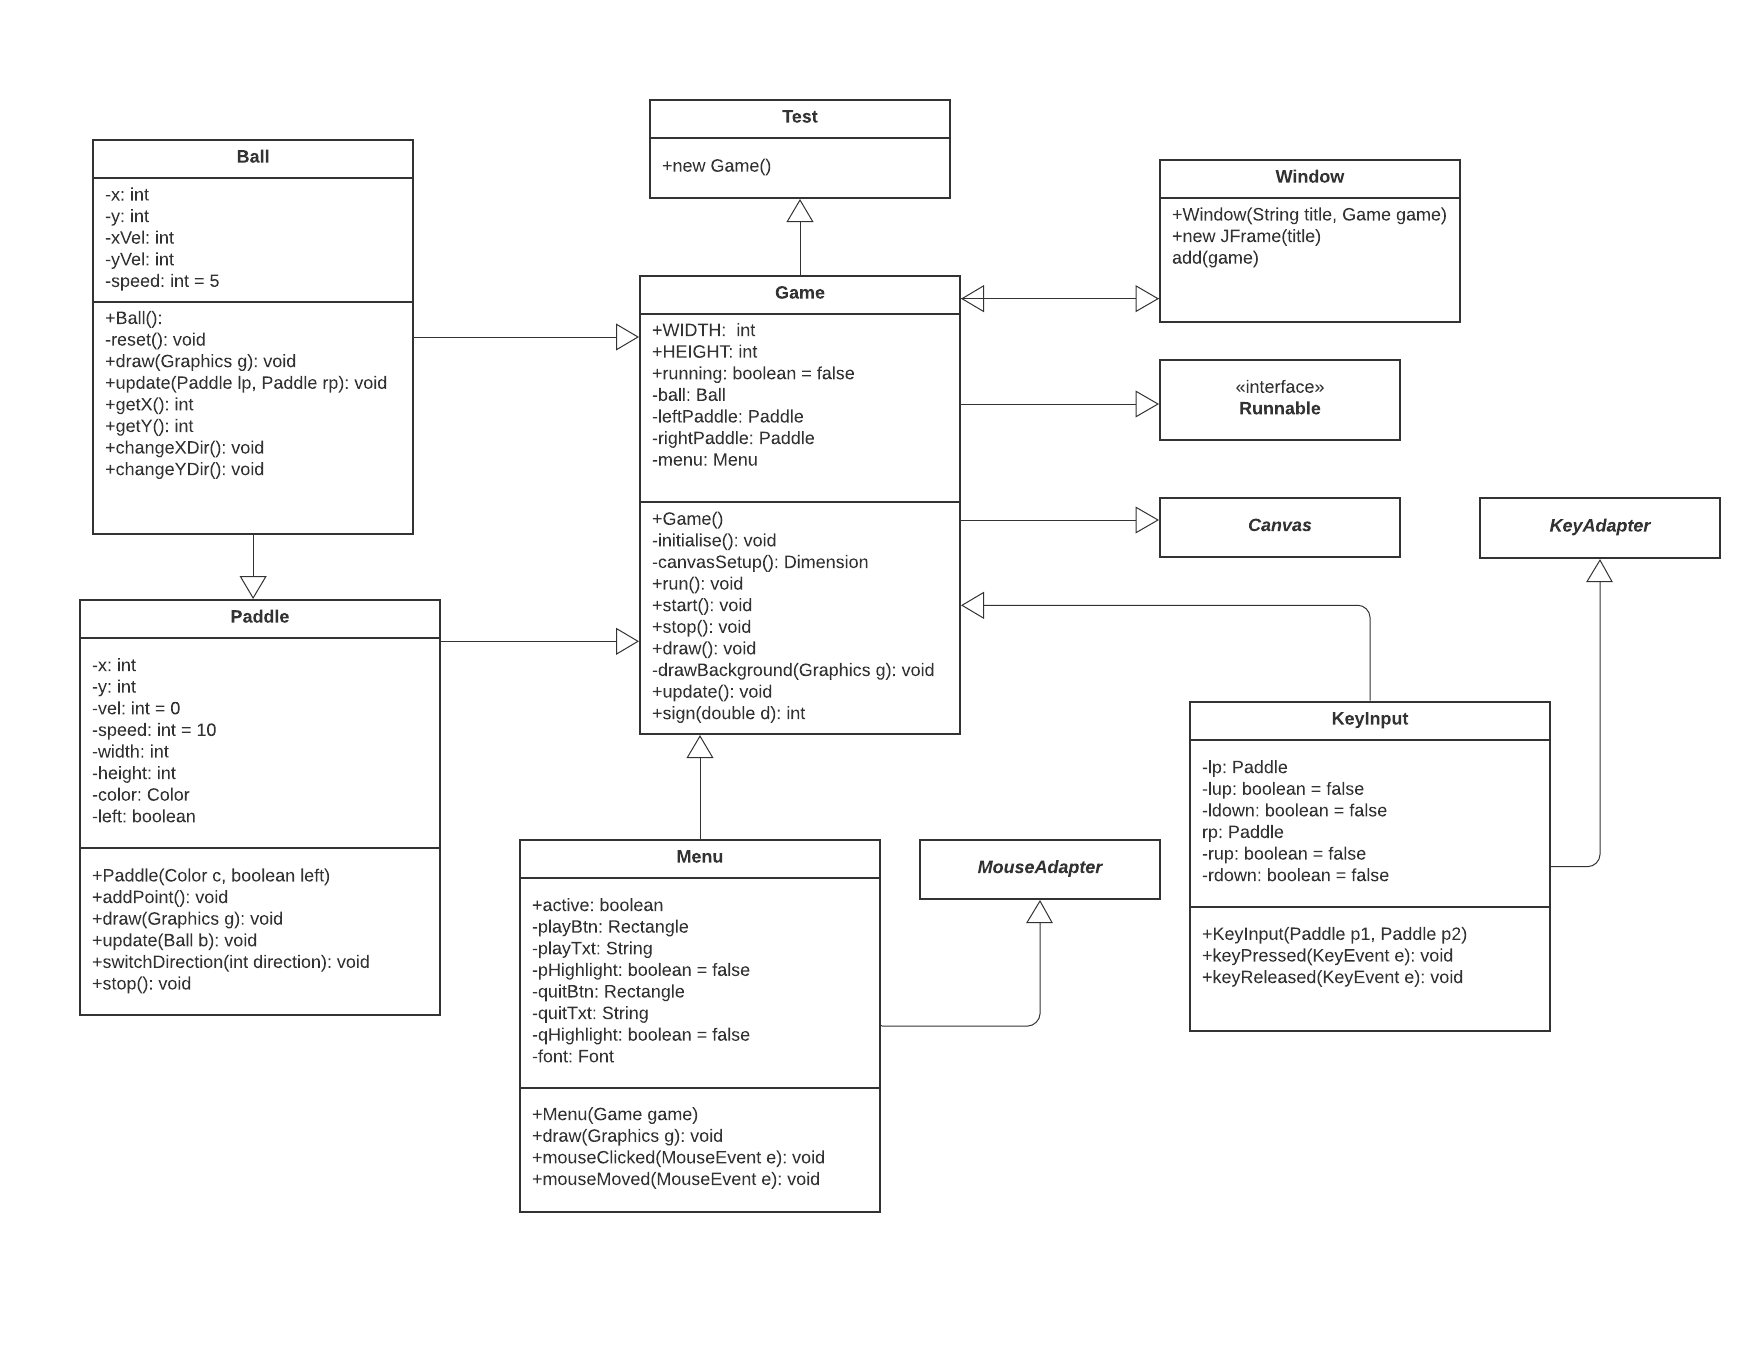 Test
+new Game()
Ball
-x: int
-y: int
-xVel: int
-yVel: int
-speed: int = 5
+Ball():
-reset(): void
+draw(Graphics g): void
+update(Paddle lp, Paddle rp): void
+getX(): int
+getY(): int
+changeXDir(): void
+changeYDir(): void
Window
+Window(String title, Game game)
+new JFrame(title)
add(game)
Game
+WIDTH:  int
+HEIGHT: int
+running: boolean = false
-ball: Ball
-leftPaddle: Paddle
-rightPaddle: Paddle
-menu: Menu
+Game()
-initialise(): void
-canvasSetup(): Dimension
+run(): void
+start(): void
+stop(): void
+draw(): void
-drawBackground(Graphics g): void
+update(): void
+sign(double d): int
«interface»
Runnable
Canvas
KeyAdapter
Paddle
-x: int
-y: int
-vel: int = 0
-speed: int = 10
-width: int
-height: int
-color: Color
-left: boolean
+Paddle(Color c, boolean left)
+addPoint(): void
+draw(Graphics g): void
+update(Ball b): void
+switchDirection(int direction): void
+stop(): void
KeyInput
-lp: Paddle
-lup: boolean = false
-ldown: boolean = false
rp: Paddle
-rup: boolean = false
-rdown: boolean = false
+KeyInput(Paddle p1, Paddle p2)
+keyPressed(KeyEvent e): void
+keyReleased(KeyEvent e): void
Menu
+active: boolean
-playBtn: Rectangle
-playTxt: String
-pHighlight: boolean = false
-quitBtn: Rectangle
-quitTxt: String
-qHighlight: boolean = false
-font: Font
+Menu(Game game)
+draw(Graphics g): void
+mouseClicked(MouseEvent e): void
+mouseMoved(MouseEvent e): void
MouseAdapter